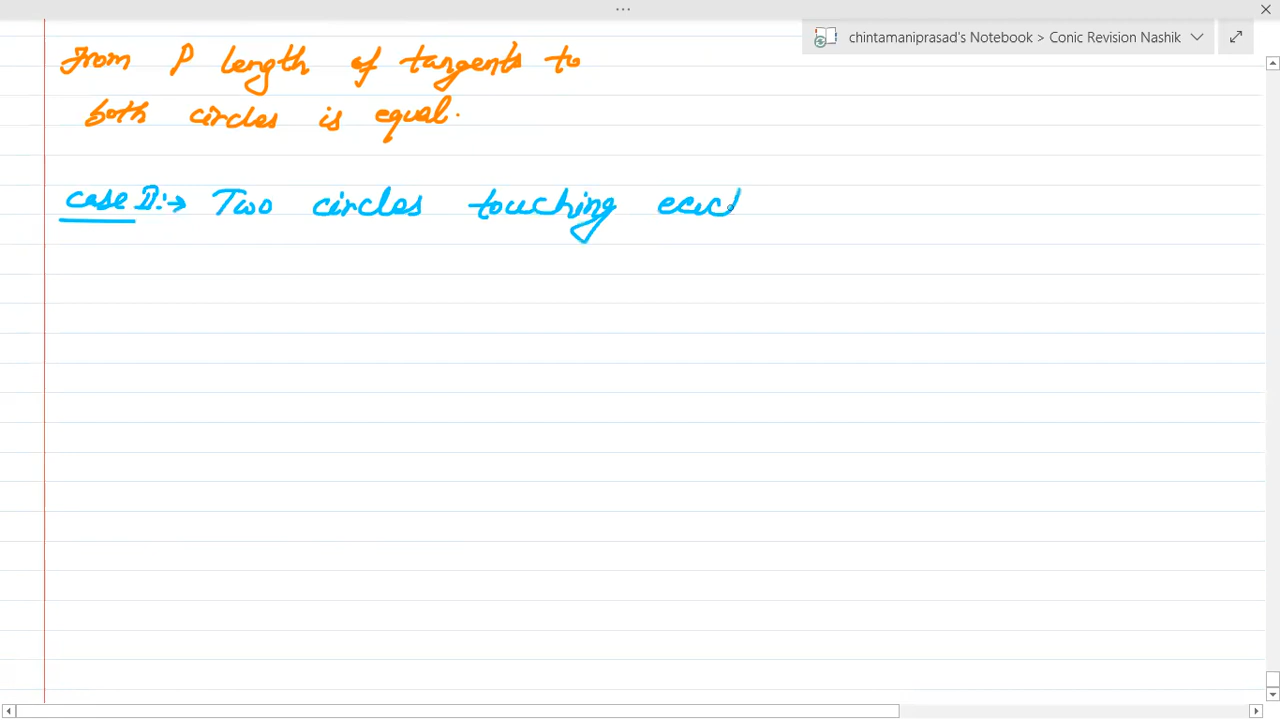 chintamaniprasad's Notebook > Conic Revision Nashik
From P length of tangents to
both circles is equal.
case II:→ Two circles touching eac